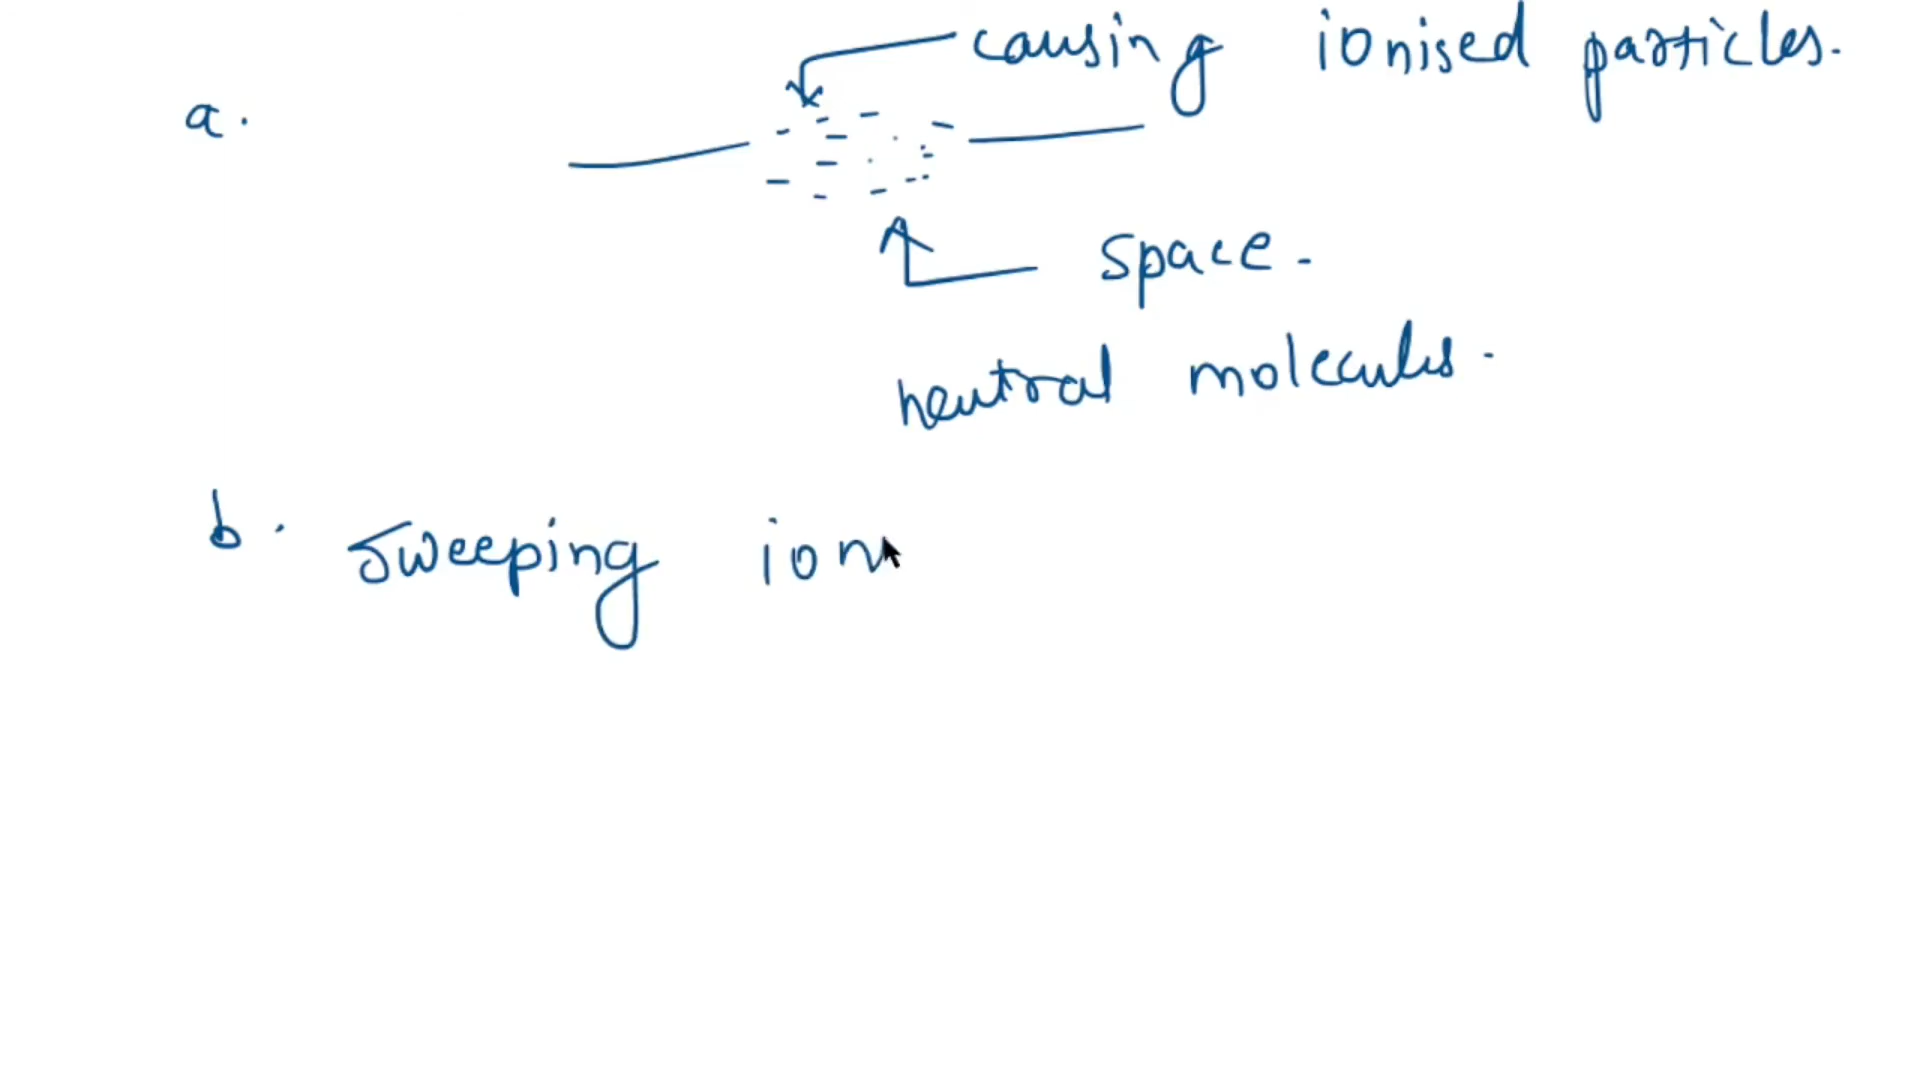 causing ionised particles.
a.
space.
neutral molecules.
b. Sweeping ion